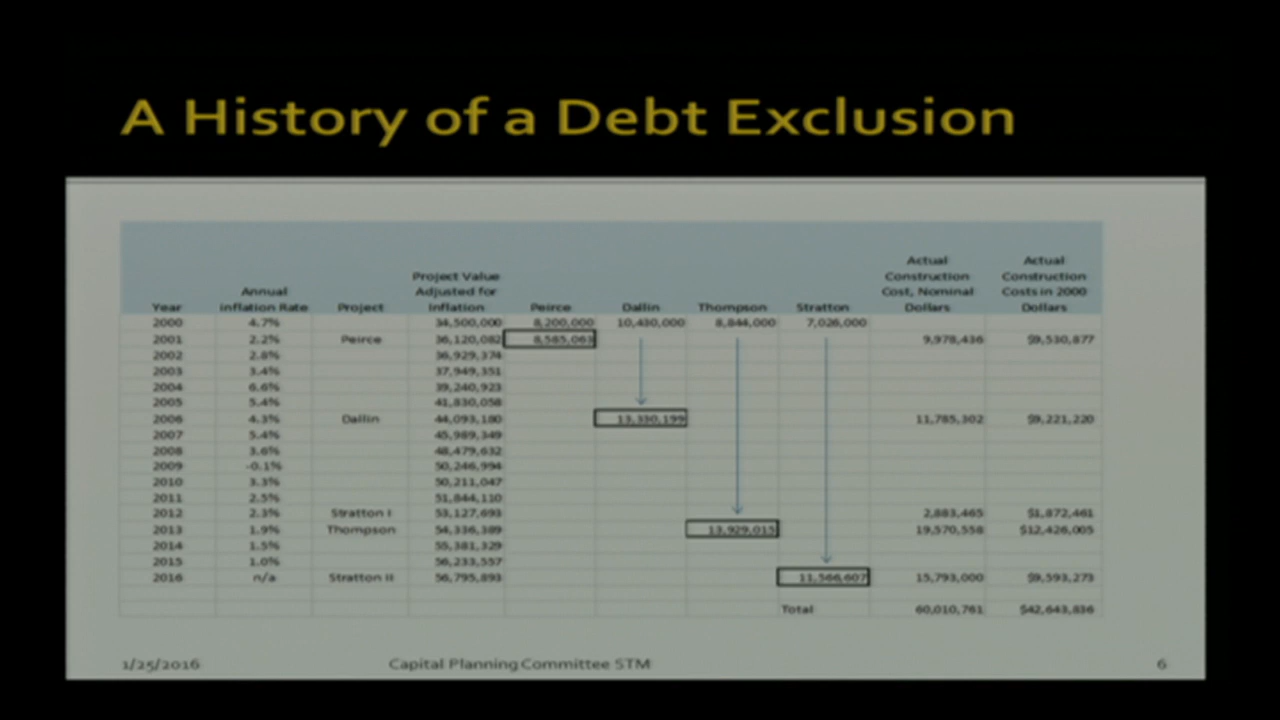 A History of a Debt Exclusion
Actual Actual
Project Value Construction Construction
Annual Adjusted for Cost, Nominal Costs in 2000
Year Inflation Rate Project Inflation Peirce Dallin Thompson Stratton Dollars Dollars
2000 4.7% 34,500,000 8,200,000 10,430,000 8,844,000 7,026,000
2001 2.2% Peirce 36,120,082 8,585,063 9,978,436 $9,530,877
2002 2.8% 36,929,374
2003 3.4% 37,949,351
2004 6.6% 39,240,923
2005 5.4% 41,830,058
2006 4.3% Dallin 44,093,180 13,330,199 11,785,302 $9,221,220
2007 5.4% 45,989,349
2008 3.6% 48,479,632
2009 -0.1% 50,246,994
2010 3.3% 50,211,047
2011 2.5% 51,844,110
2012 2.3% Stratton I 53,127,693 2,883,465 $1,872,461
2013 1.9% Thompson 54,336,389 13,929,015 19,570,558 $12,426,005
2014 1.5% 55,381,329
2015 1.0% 56,233,557
2016 n/a Stratton II 56,795,893 11,566,607 15,793,000 $9,593,273
Total 60,010,761 $42,643,836
1/25/2016 Capital Planning Committee STM 6